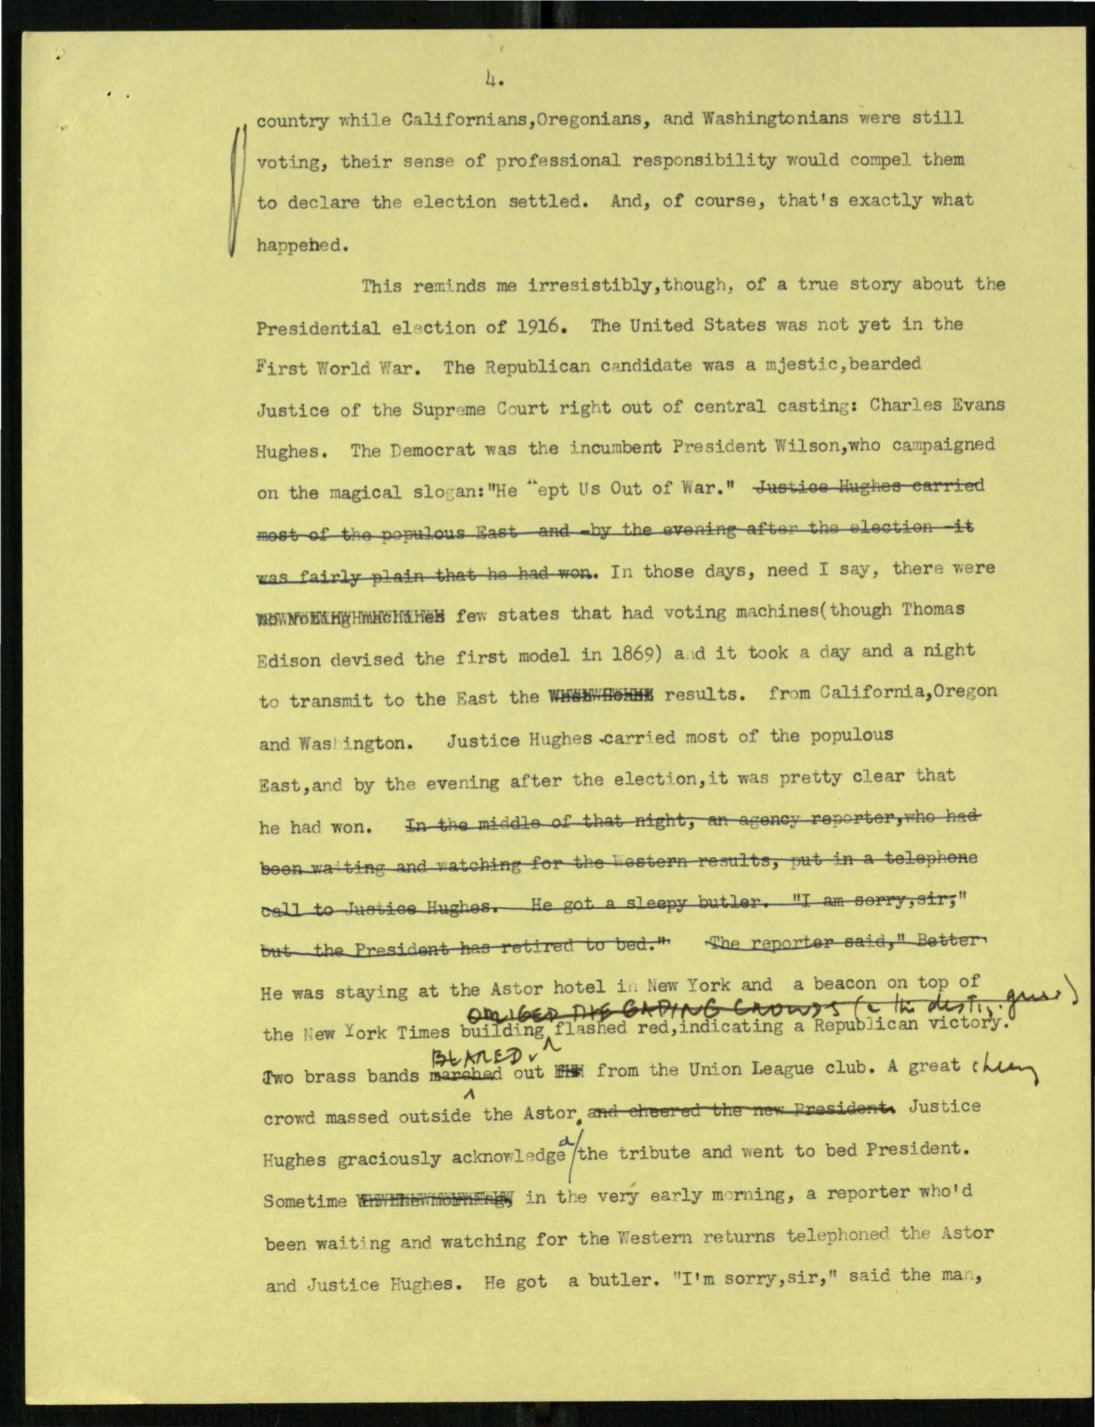 4.
country while Californians,Oregonians, and Washingtonians were still
voting, their sense of professional responsibility would compel them
to declare the election settled. And, of course, that's exactly what
happehed.
This reminds me irresistibly,though, of a true story about the
Presidential election of 1916. The United States was not yet in the
First World War. The Republican candidate was a mjestic,bearded
Justice of the Supreme Court right out of central casting: Charles Evans
Hughes. The Democrat was the incumbent President Wilson,who campaigned
on the magical slogan:"He "ept Us Out of War." Justice Hughes carried
most of the populous East and -by the evening after the election -it
was fairly plain that he had won. In those days, need I say, there were
few states that had voting machines(though Thomas
Edison devised the first model in 1869) and it took a day and a night
to transmit to the East the results. from California,Oregon
and Washington. Justice Hughes -carried most of the populous
East,and by the evening after the election,it was pretty clear that
he had won. In the middle of that night, an agency reporter,who had
been waiting and watching for the Western results, put in a telephone
call to Justice Hughes. He got a sleepy butler. "I am sorry,sir,"
but the President has retired to bed." The reporter said," Better
He was staying at the Astor hotel in New York and a beacon on top of
CROWDS
the New York Times building flashed red,indicating a Republican victory.
BLARED
Two brass bands marched out from the Union League club. A great cheery
crowd massed outside the Astor. and cheered the new President. Justice
Hughes graciously acknowledged/the tribute and went to bed President.
Sometime in the very early morning, a reporter who'd
been waiting and watching for the Western returns telephoned the Astor
and Justice Hughes. He got a butler. "I'm sorry,sir," said the man,